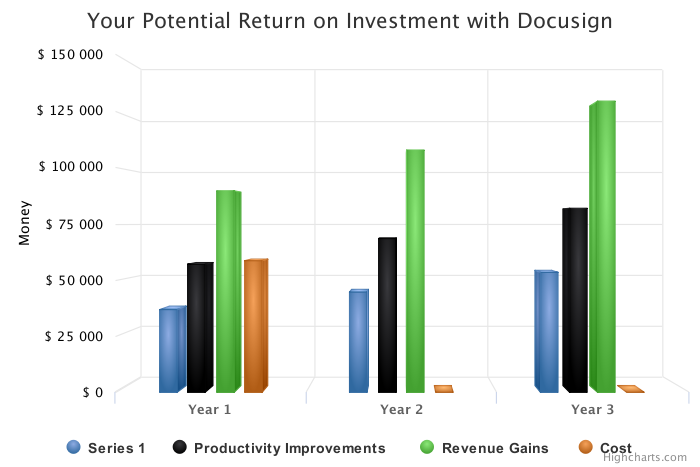 Your Potential Return on Investment with Docusign
$ 150 000
$ 125 000
$ 100 000
$ 75 000
$ 50 000
$ 25 000
$ 0
Money
Year 1
Year 2
Year 3
Series 1
Productivity Improvements
Revenue Gains
Cost
Highcharts.com